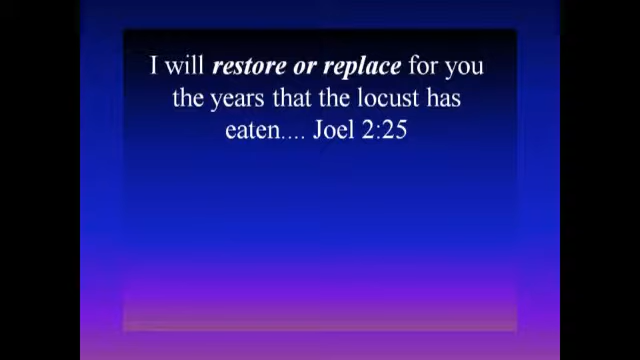 I will restore or replace for you
the years that the locust has
eaten.... Joel 2:25